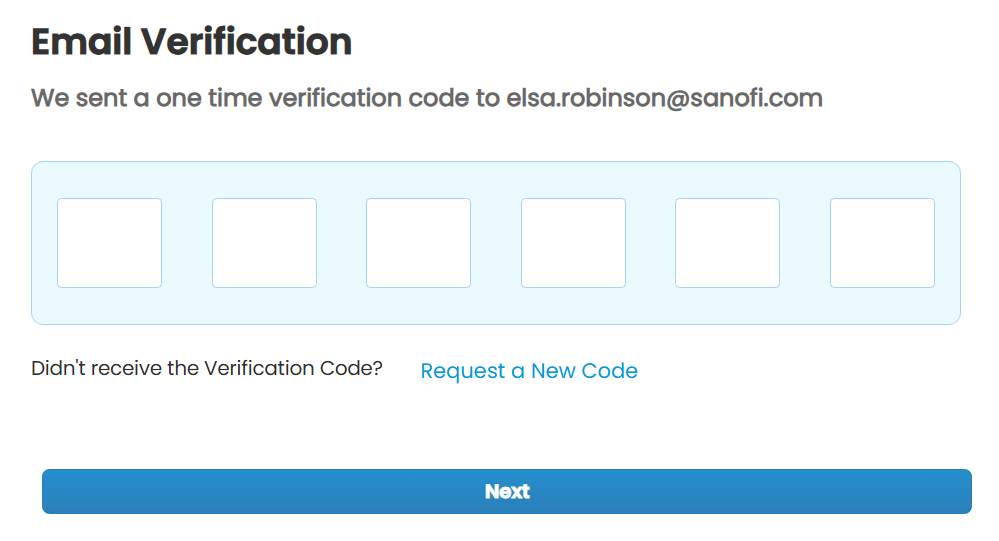 Email Verification
We sent a one time verification code to elsa.robinson@sanofi.com
Didn't receive the Verification Code? Request a New Code
Next